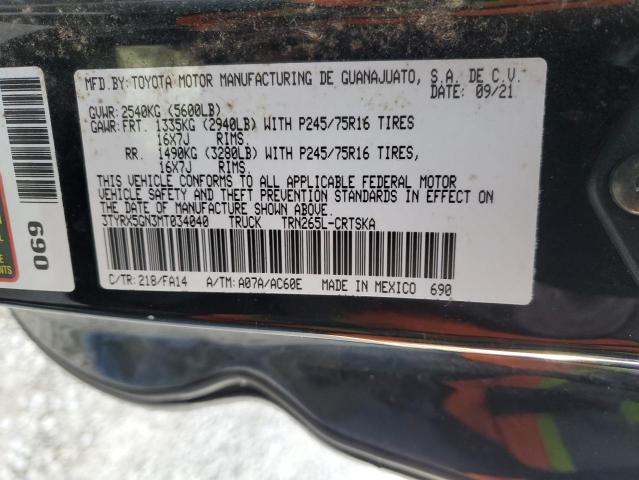 MFD.BY: TOYOTA MOTOR MANUFACTURING DE GUANAJUATO, S.A. DE C.V.
DATE: 09/21
GVWR: 2540KG (5600LB)
GAWR: FRT. 1335KG (2940LB) WITH P245/75R16 TIRES
16X7J RIMS.
RR. 1490KG (3280LB) WITH P245/75R16 TIRES,
16X7J RIMS.
THIS VEHICLE CONFORMS TO ALL APPLICABLE FEDERAL MOTOR
VEHICLE SAFETY AND THEFT PREVENTION STANDARDS IN EFFECT ON
THE DATE OF MANUFACTURE SHOWN ABOVE.
3TYRX5GN3MT034040 TRUCK TRN265L-CRTSKA
C/TR: 218/FA14 A/TM: A07A/AC60E MADE IN MEXICO 690
069